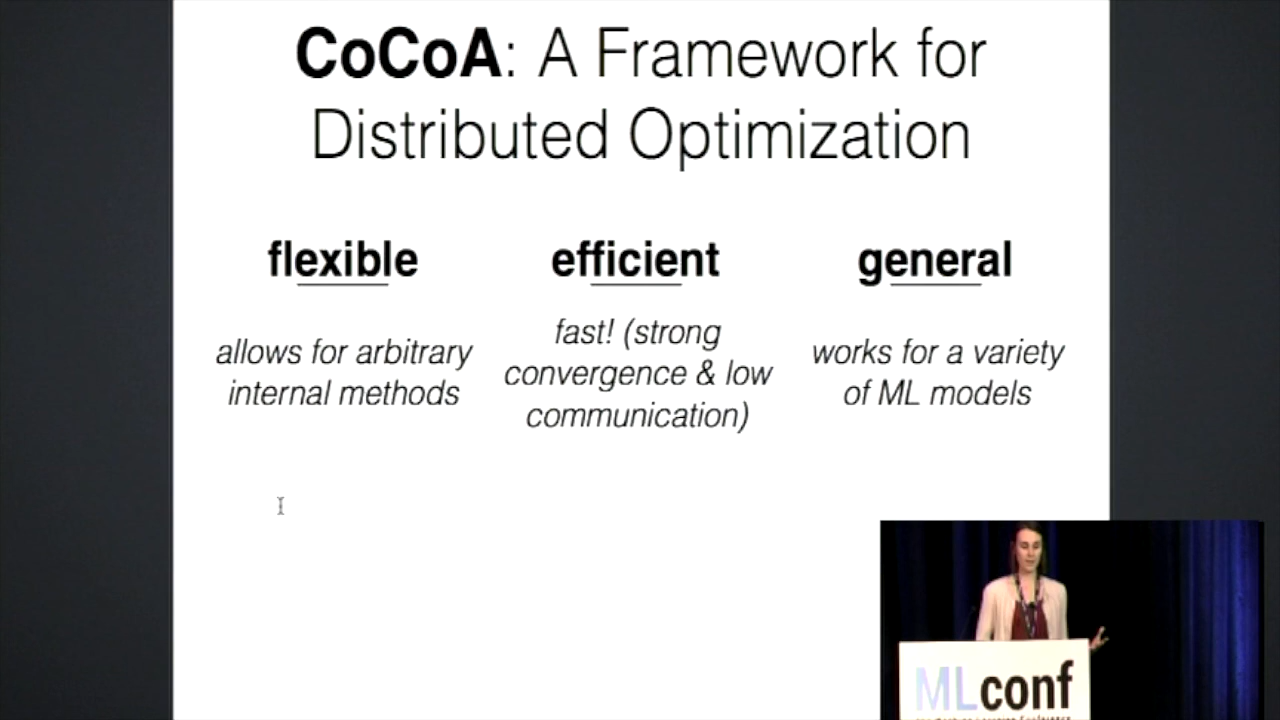 CoCoA: A Framework for
Distributed Optimization
flexible
allows for arbitrary
internal methods
efficient
fast! (strong
convergence & low
communication)
general
works for a variety
of ML models
MLconf